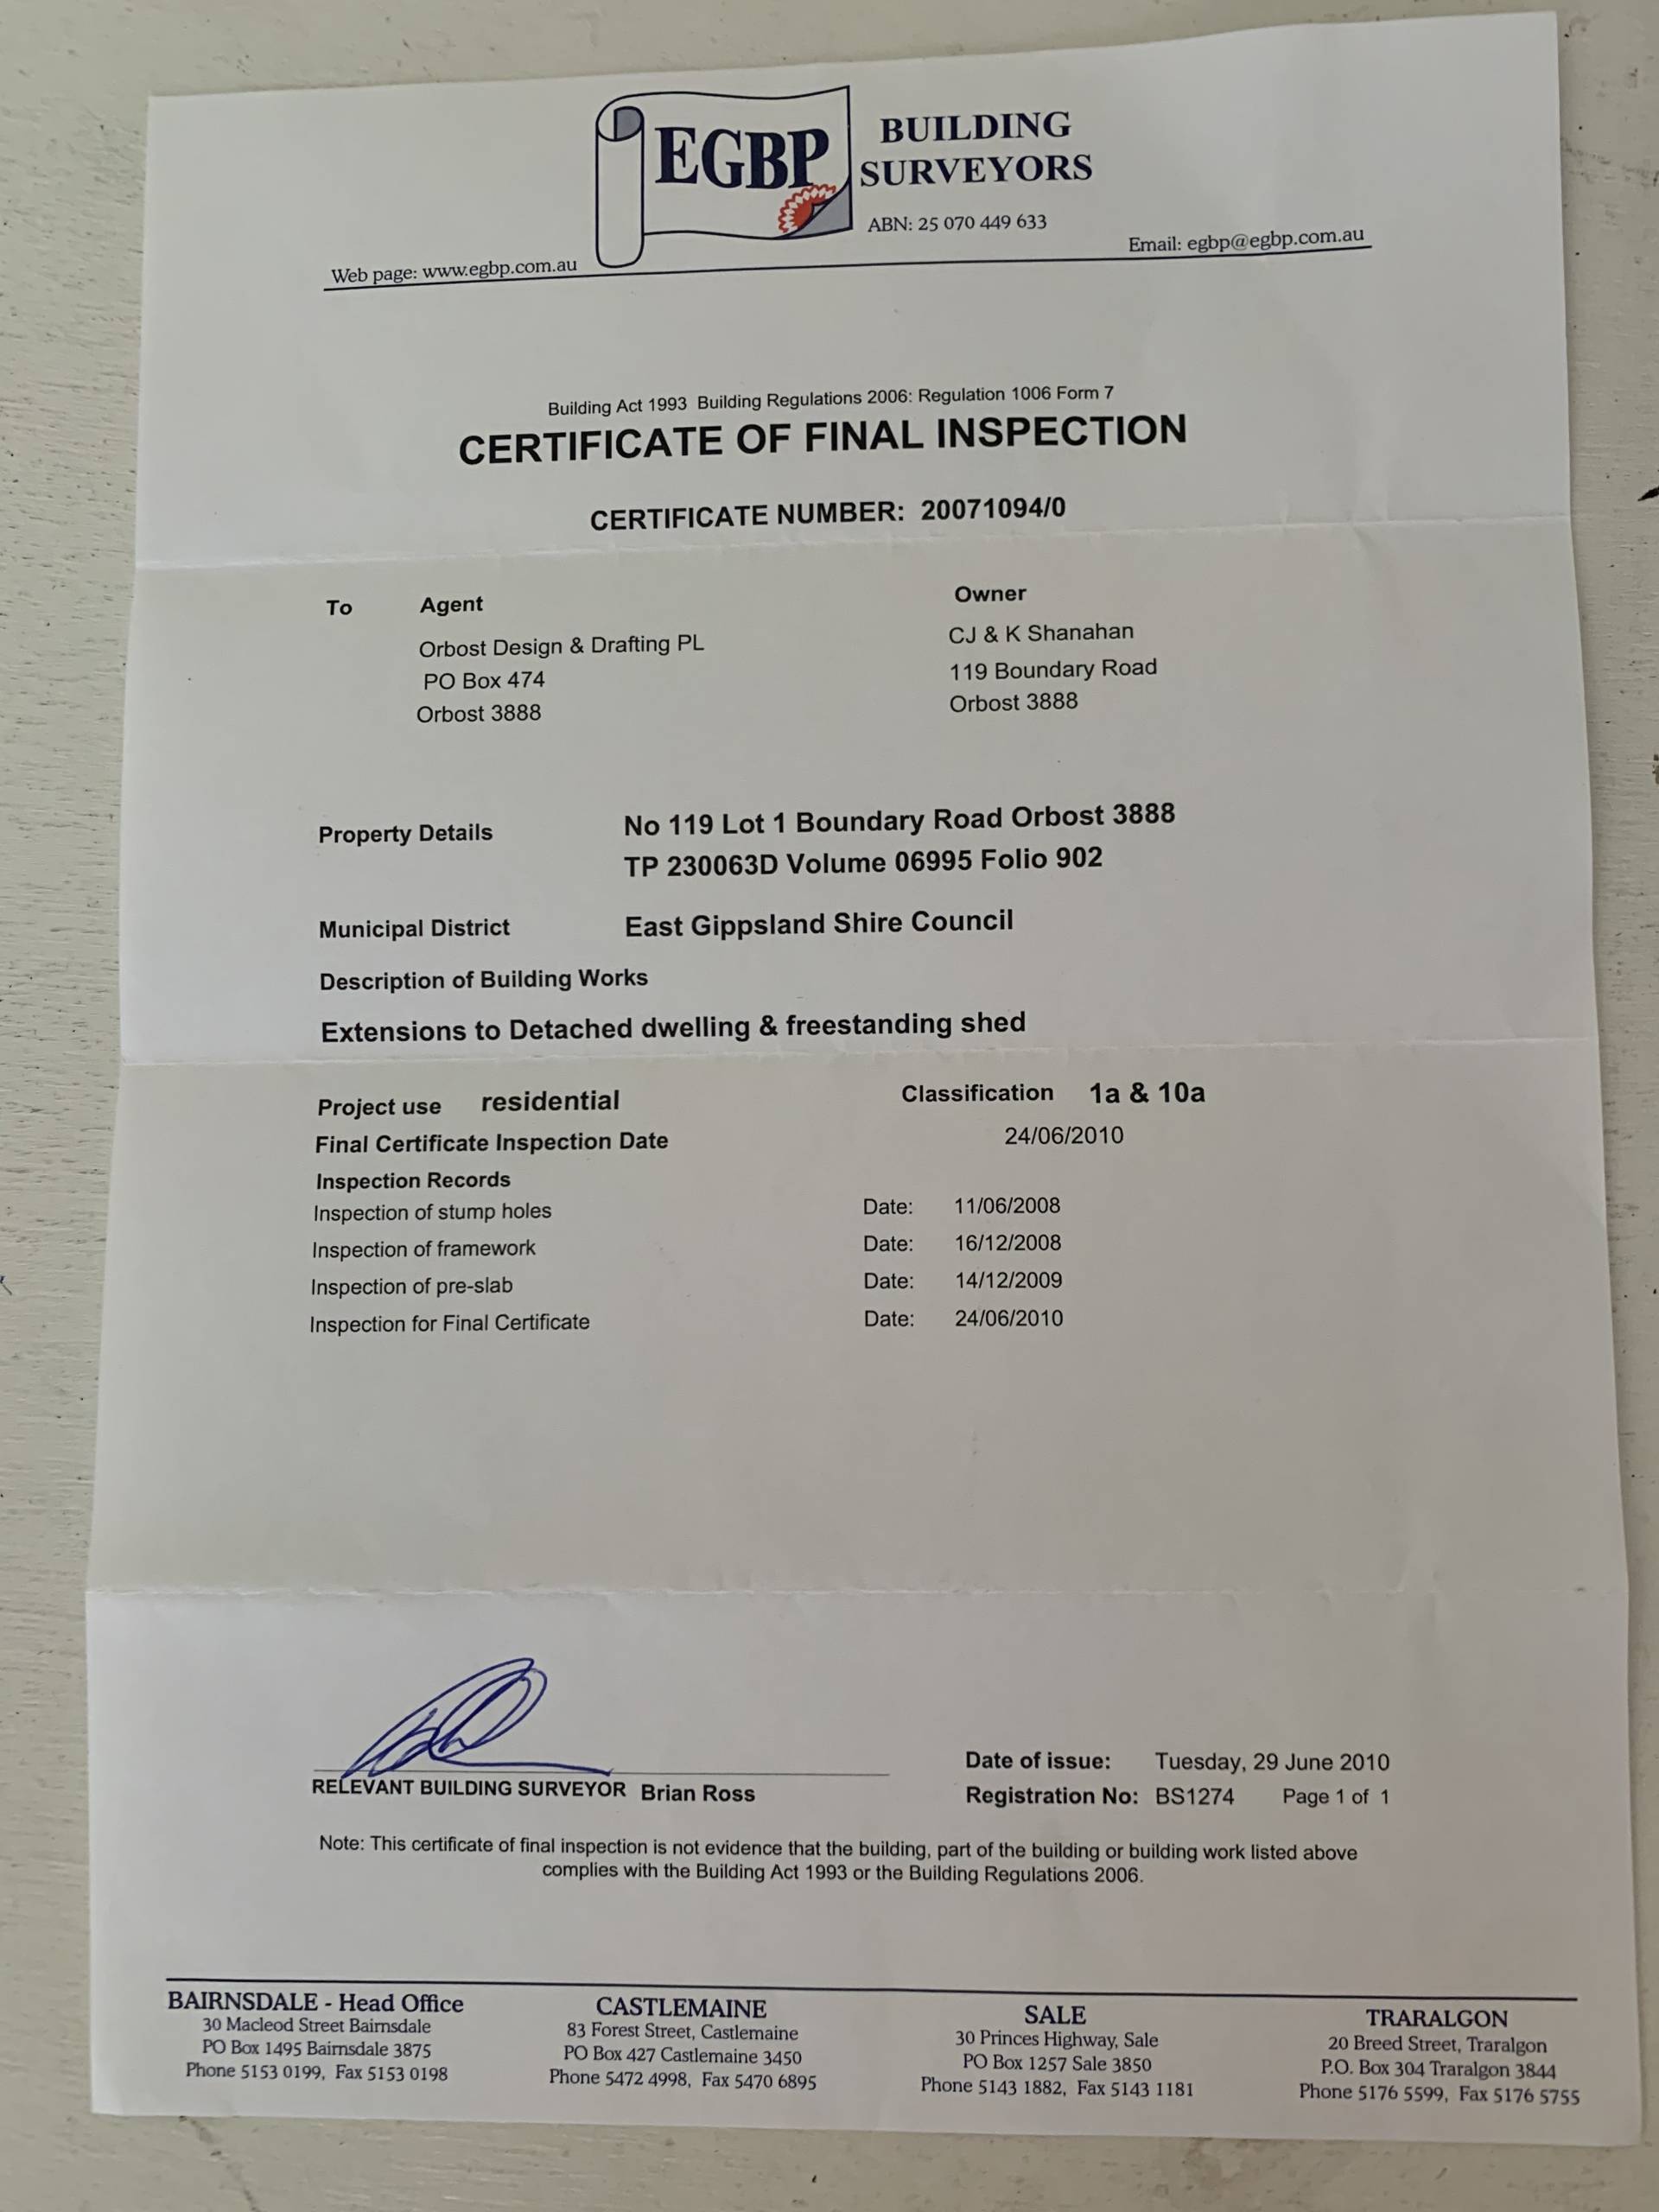 EGBP
BUILDING
SURVEYORS
ABN: 25 070 449 633
Web page: www.egbp.com.au
Email: egbp@egbp.com.au
Building Act 1993 Building Regulations 2006: Regulation 1006 Form 7
CERTIFICATE OF FINAL INSPECTION
CERTIFICATE NUMBER: 20071094/0
To Agent
Orbost Design & Drafting PL
PO Box 474
Orbost 3888
Owner
CJ & K Shanahan
119 Boundary Road
Orbost 3888
Property Details No 119 Lot 1 Boundary Road Orbost 3888
TP 230063D Volume 06995 Folio 902
Municipal District East Gippsland Shire Council
Description of Building Works
Extensions to Detached dwelling & freestanding shed
Project use residential Classification 1a & 10a
Final Certificate Inspection Date 24/06/2010
Inspection Records
Inspection of stump holes Date: 11/06/2008
Inspection of framework Date: 16/12/2008
Inspection of pre-slab Date: 14/12/2009
Inspection for Final Certificate Date: 24/06/2010
RELEVANT BUILDING SURVEYOR Brian Ross
Date of issue: Tuesday, 29 June 2010
Registration No: BS1274 Page 1 of 1
Note: This certificate of final inspection is not evidence that the building, part of the building or building work listed above
complies with the Building Act 1993 or the Building Regulations 2006.
BAIRNSDALE - Head Office
30 Macleod Street Bairnsdale
PO Box 1495 Bairnsdale 3875
Phone 5153 0199, Fax 5153 0198
CASTLEMAINE
83 Forest Street, Castlemaine
PO Box 427 Castlemaine 3450
Phone 5472 4998, Fax 5470 6895
SALE
30 Princes Highway, Sale
PO Box 1257 Sale 3850
Phone 5143 1882, Fax 5143 1181
TRARALGON
20 Breed Street, Traralgon
P.O. Box 304 Traralgon 3844
Phone 5176 5599, Fax 5176 5755